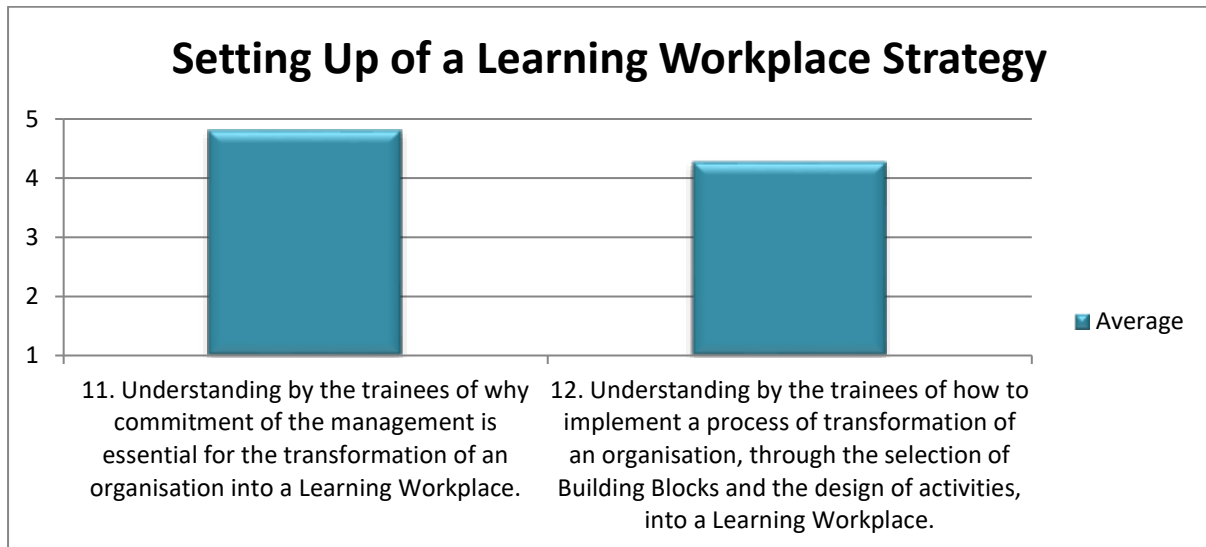 Setting Up of a Learning Workplace Strategy
5
4
3
2
1
Average
11. Understanding by the trainees of why
commitment of the management is
essential for the transformation of an
organisation into a Learning Workplace.
12. Understanding by the trainees of how to
implement a process of transformation of
an organisation, through the selection of
Building Blocks and the design of activities,
into a Learning Workplace.